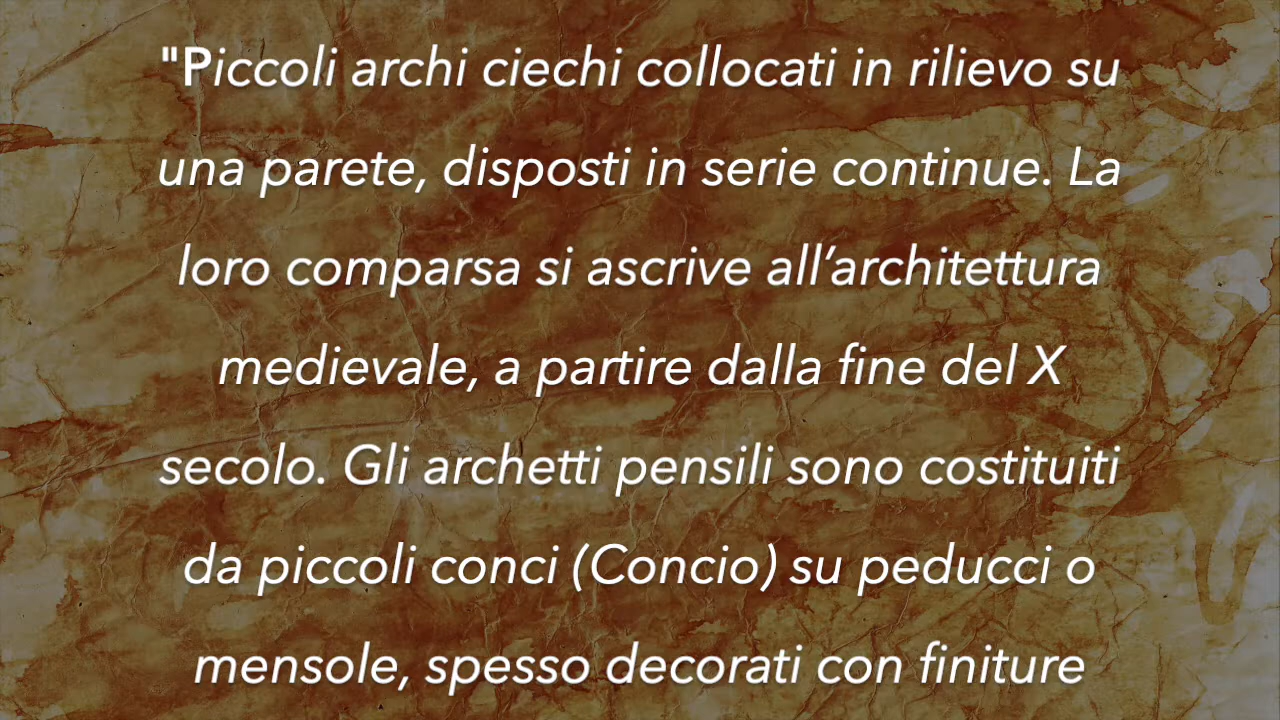 "Piccoli archi ciechi collocati in rilievo su
una parete, disposti in serie continue. La
loro comparsa si ascrive all’architettura
medievale, a partire dalla fine del X
secolo. Gli archetti pensili sono costituiti
da piccoli conci (Concio) su peducci o
mensole, spesso decorati con finiture